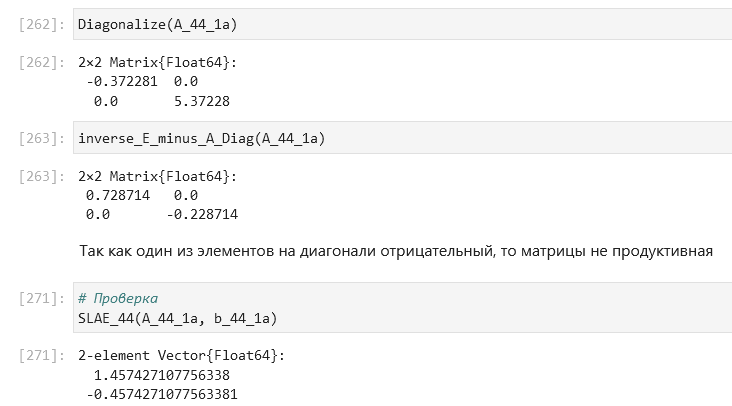 [262]: Diagonalize(A_44_1a)
[262]: 2×2 Matrix{Float64}:
-0.372281 0.0
0.0 5.37228
[263]: inverse_E_minus_A_Diag(A_44_1a)
[263]: 2×2 Matrix{Float64}:
0.728714 0.0
0.0 -0.228714
Так как один из элементов на диагонали отрицательный, то матрицы не продуктивная
[271]: # Проверка
SLAE_44(A_44_1a, b_44_1a)
[271]: 2-element Vector{Float64}:
1.457427107756338
-0.4574271077563381